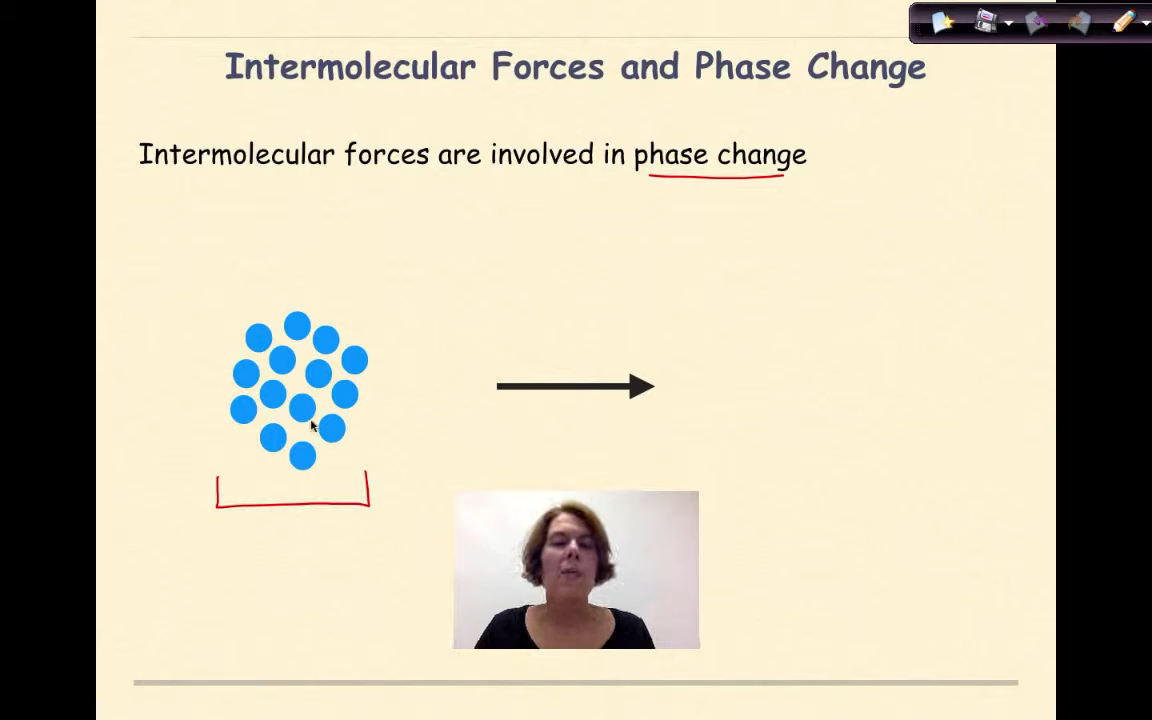 Intermolecular Forces and Phase Change
Intermolecular forces are involved in phase change